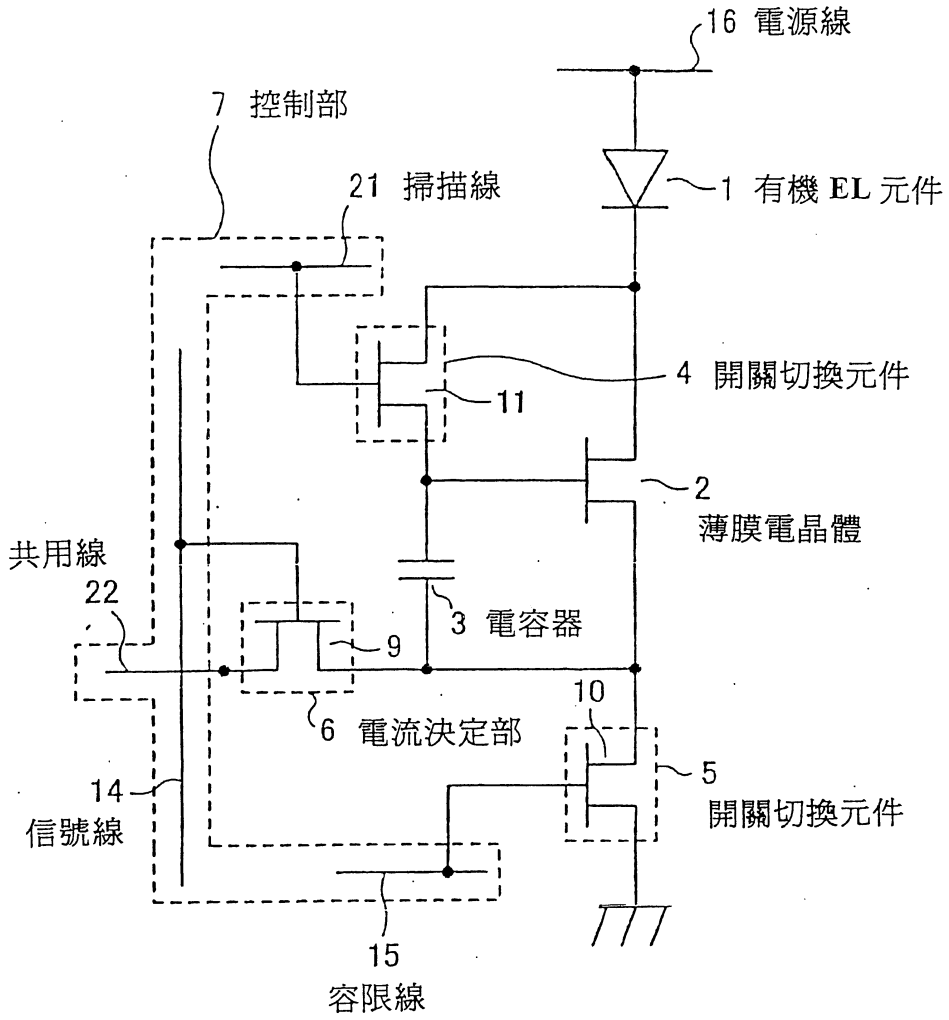 16 電源線
7 控制部
21 掃描線
1 有機 EL 元件
4 開關切換元件
11
2
薄膜電晶體
共用線
22
3 電容器
9
6 電流決定部
10
5
開關切換元件
14
信號線
15
容限線